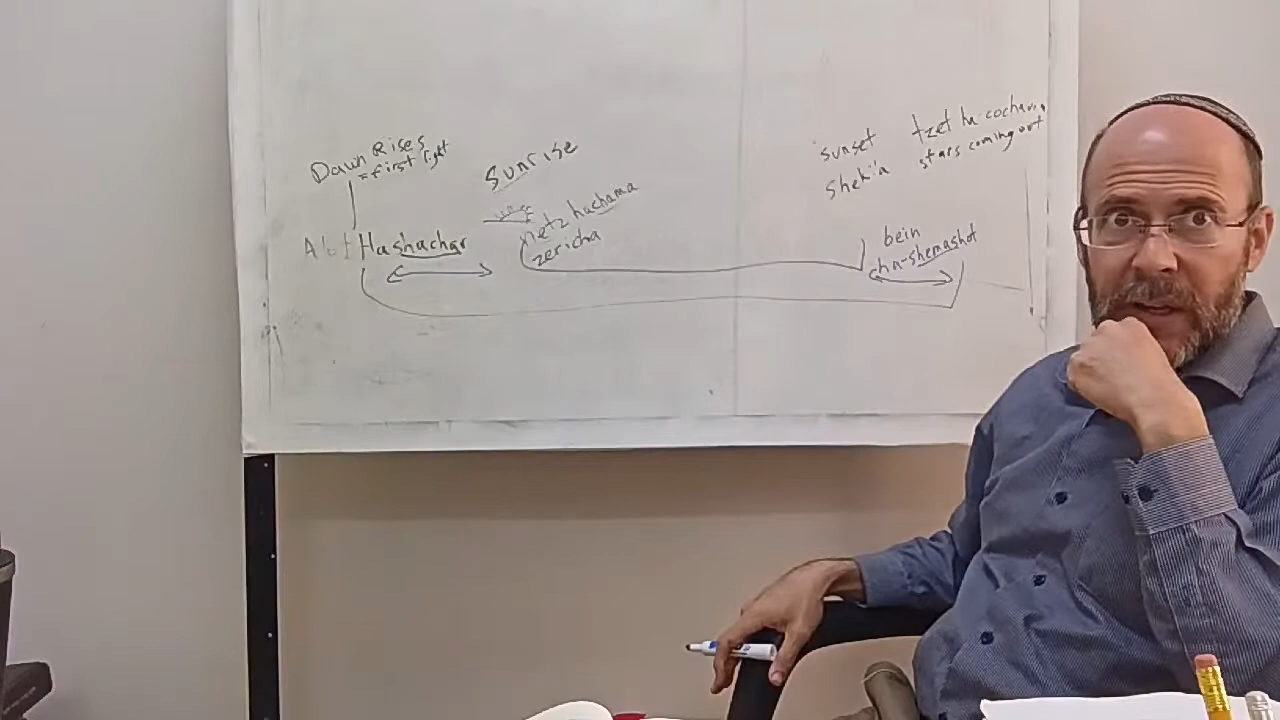 Dawn Rises
= first light
Alot Hashachar
Sunrise
netz hachama
zericha
sunset
shekia
tzet ha-cochavim
stars coming out
bein
ha-shemashot